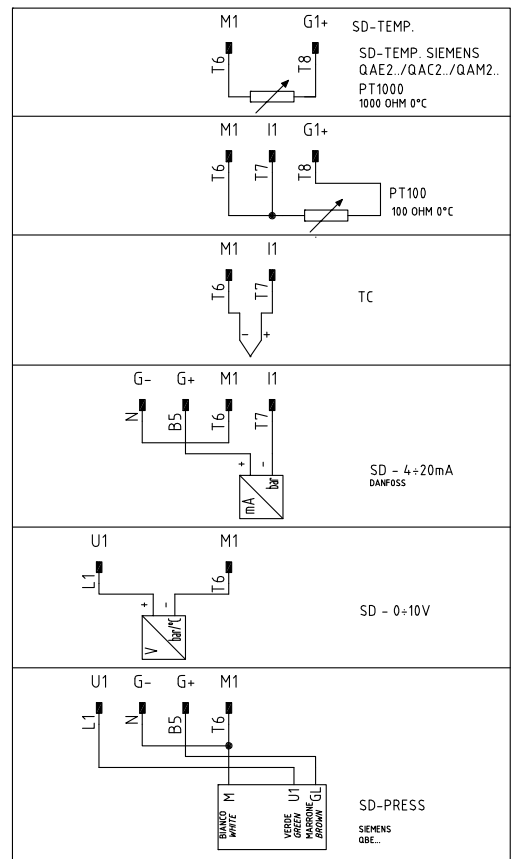 M1 G1+ SD-TEMP.
T6 T8 SD-TEMP. SIEMENS
QAE2../QAC2../QAM2..
PT1000
1000 OHM 0°C
M1 I1 G1+
T6 T7 T8
PT100
100 OHM 0°C
M1 I1
T6 T7
TC
- +
G- G+ M1 I1
N B5 T6 T7
+ -
mA bar
SD - 4÷20mA
DANFOSS
U1 M1
L1 T6
+ -
V bar/°C
SD - 0÷10V
U1 G- G+ M1
L1 N B5 T6
M U1 GL
BIANCO VERDE MARRONE
WHITE GREEN BROWN
SD-PRESS
SIEMENS
QBE...